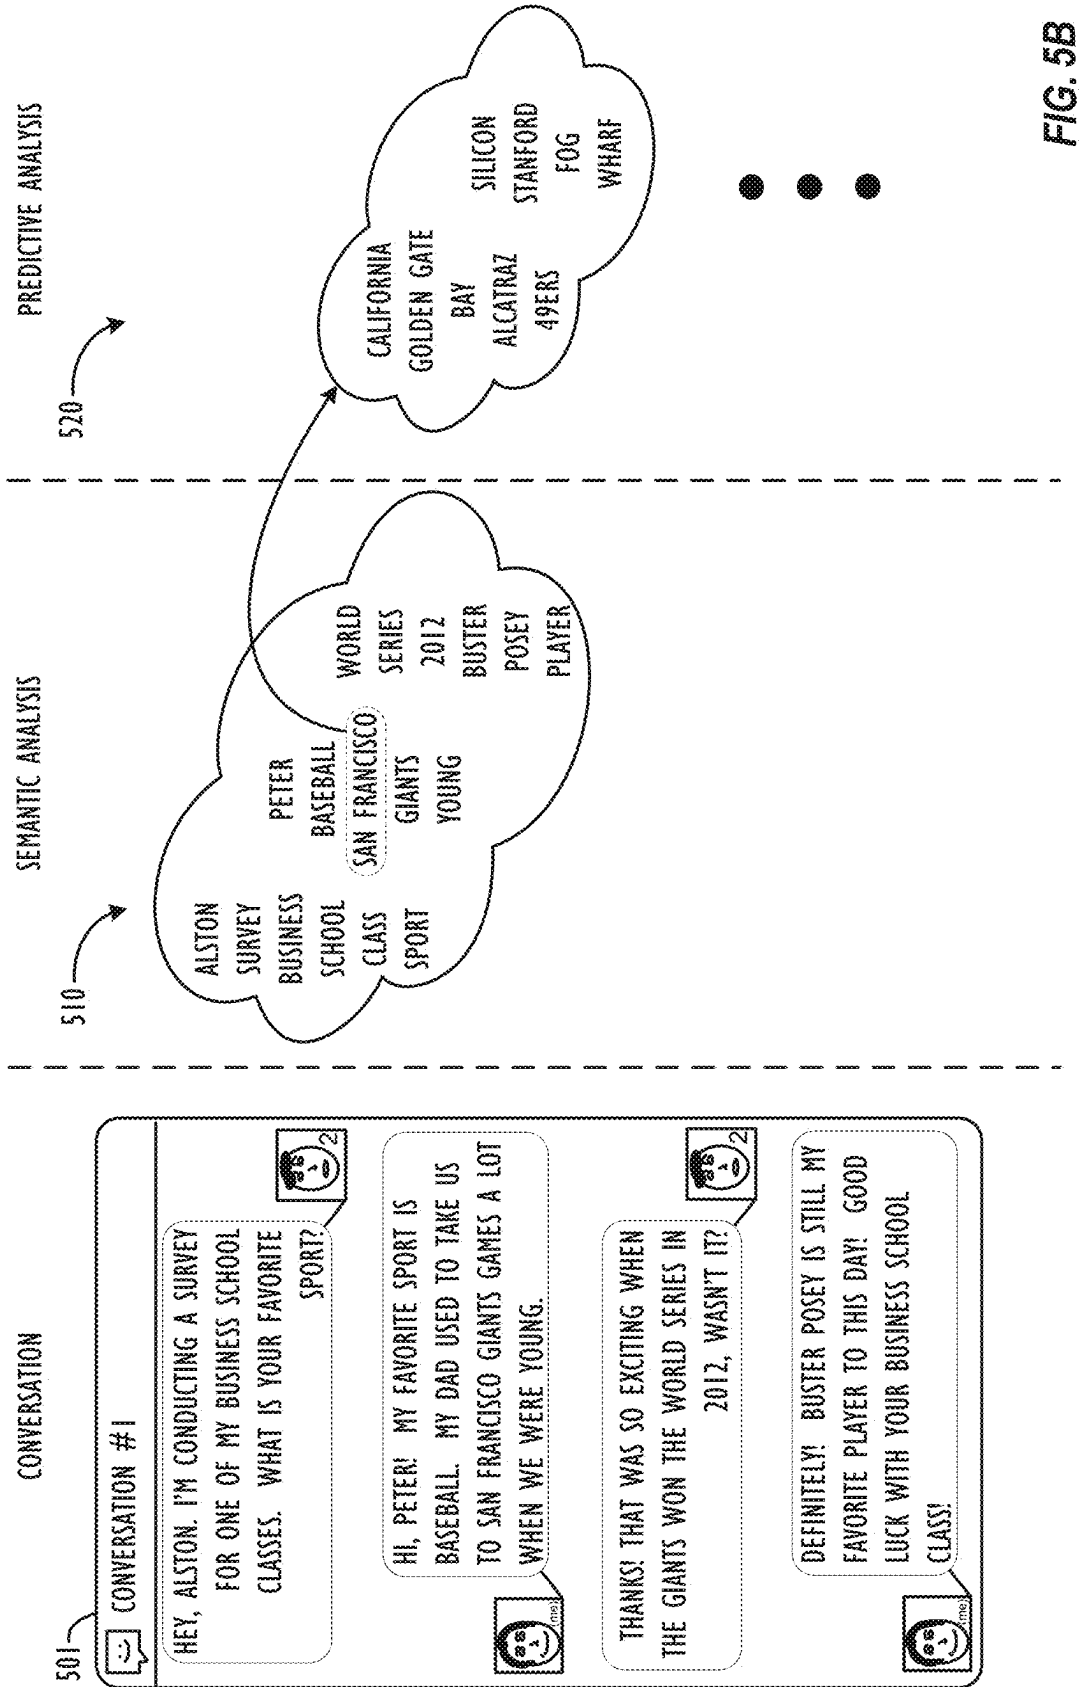 CONVERSATION
501
CONVERSATION #1
HEY, ALSTON. I'M CONDUCTING A SURVEY
FOR ONE OF MY BUSINESS SCHOOL
CLASSES. WHAT IS YOUR FAVORITE
SPORT?
2
HI, PETER! MY FAVORITE SPORT IS
BASEBALL. MY DAD USED TO TAKE US
TO SAN FRANCISCO GIANTS GAMES A LOT
WHEN WE WERE YOUNG.
(me)
THANKS! THAT WAS SO EXCITING WHEN
THE GIANTS WON THE WORLD SERIES IN
2012, WASN'T IT?
2
DEFINITELY! BUSTER POSEY IS STILL MY
FAVORITE PLAYER TO THIS DAY! GOOD
LUCK WITH YOUR BUSINESS SCHOOL
CLASS!
(me)
SEMANTIC ANALYSIS
510
ALSTON
SURVEY
BUSINESS
SCHOOL
CLASS
SPORT
PETER
BASEBALL
SAN FRANCISCO
GIANTS
YOUNG
WORLD
SERIES
2012
BUSTER
POSEY
PLAYER
PREDICTIVE ANALYSIS
520
CALIFORNIA
GOLDEN GATE
BAY
ALCATRAZ
49ERS
SILICON
STANFORD
FOG
WHARF
FIG. 5B